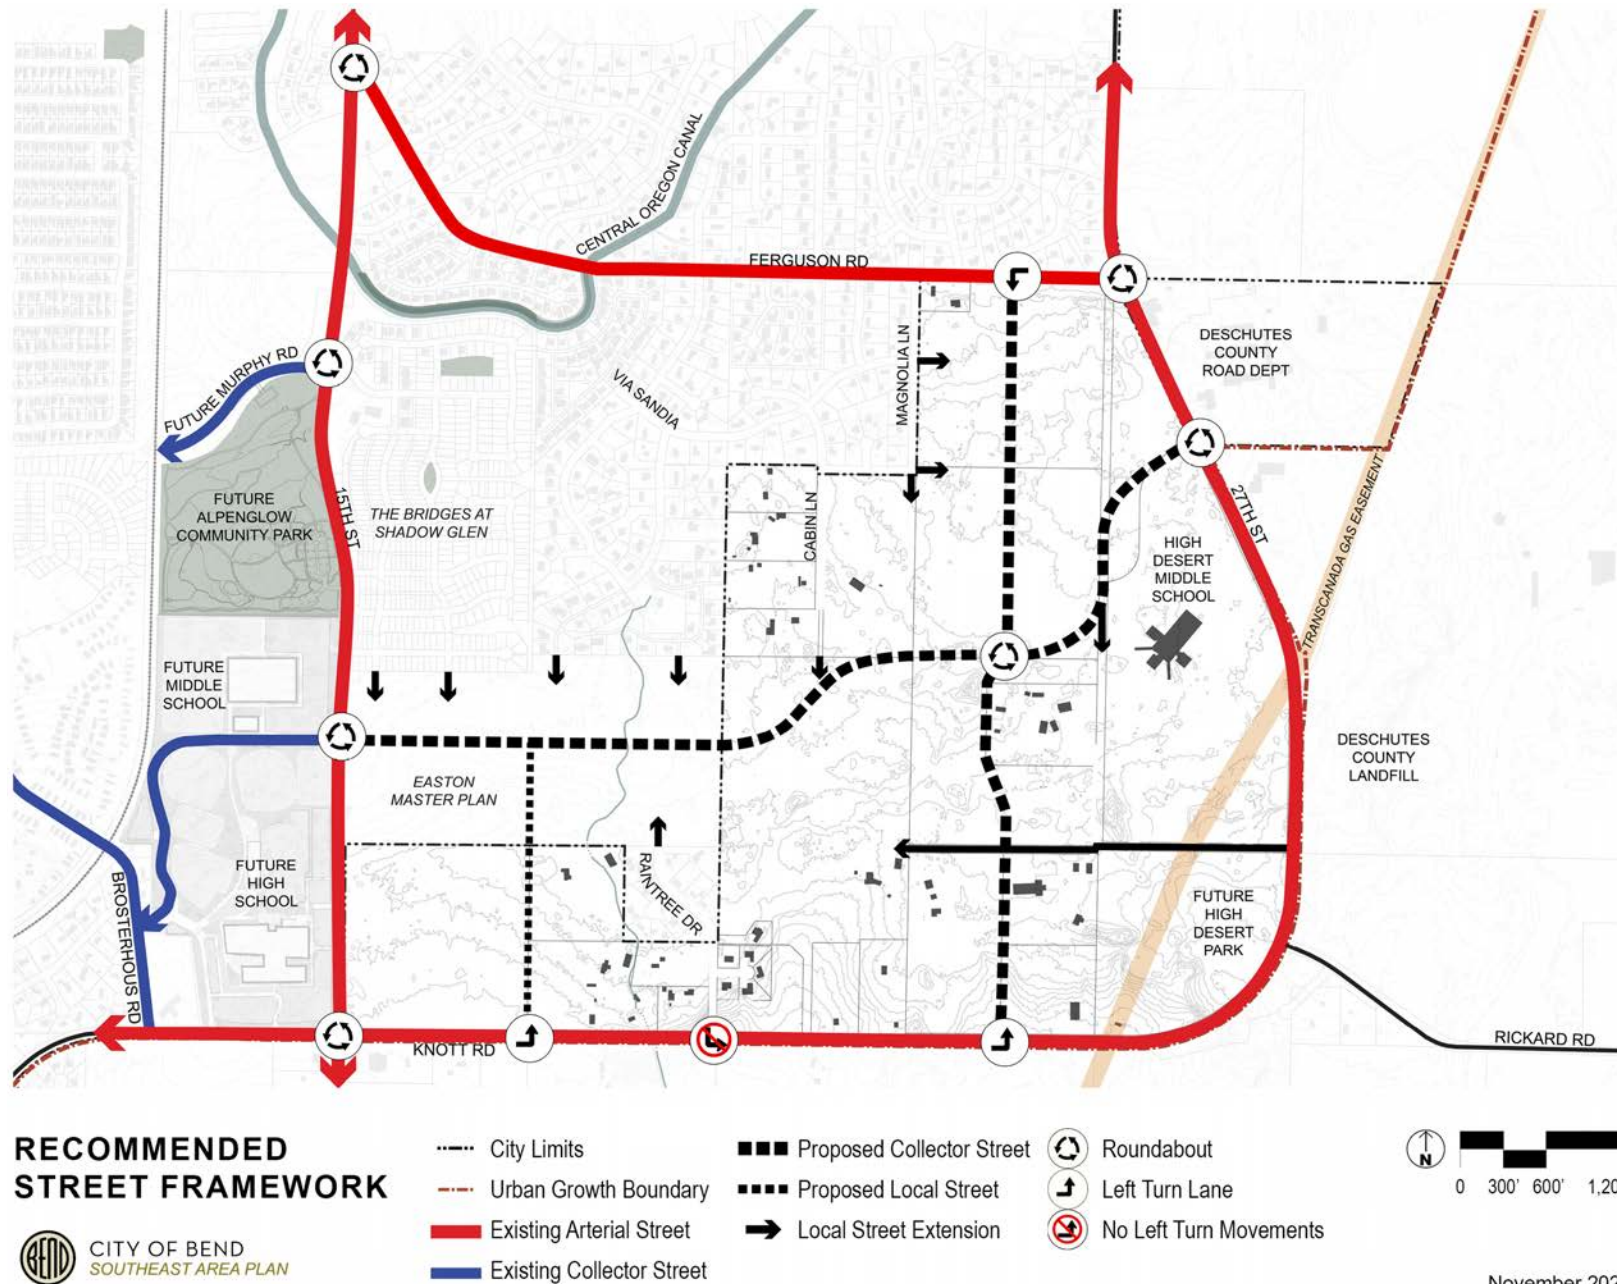 CENTRAL OREGON CANAL
FERGUSON RD
FUTURE MURPHY RD
MAGNOLIA LN
DESCHUTES
COUNTY
ROAD DEPT
VIA SANDIA
15TH ST
FUTURE
ALPENGLOW
COMMUNITY PARK
THE BRIDGES AT
SHADOW GLEN
CABIN LN
27TH ST
TRANSCANADA GAS EASEMENT
HIGH
DESERT
MIDDLE
SCHOOL
FUTURE
MIDDLE
SCHOOL
DESCHUTES
COUNTY
LANDFILL
EASTON
MASTER PLAN
BROSTERHOUS RD
FUTURE
HIGH
SCHOOL
RAINTREE DR
FUTURE
HIGH
DESERT
PARK
KNOTT RD
RICKARD RD
RECOMMENDED
STREET FRAMEWORK
BEND
CITY OF BEND
SOUTHEAST AREA PLAN
City Limits
Urban Growth Boundary
Existing Arterial Street
Existing Collector Street
Proposed Collector Street
Proposed Local Street
Local Street Extension
Roundabout
Left Turn Lane
No Left Turn Movements
N
0 300' 600' 1,20
November 202